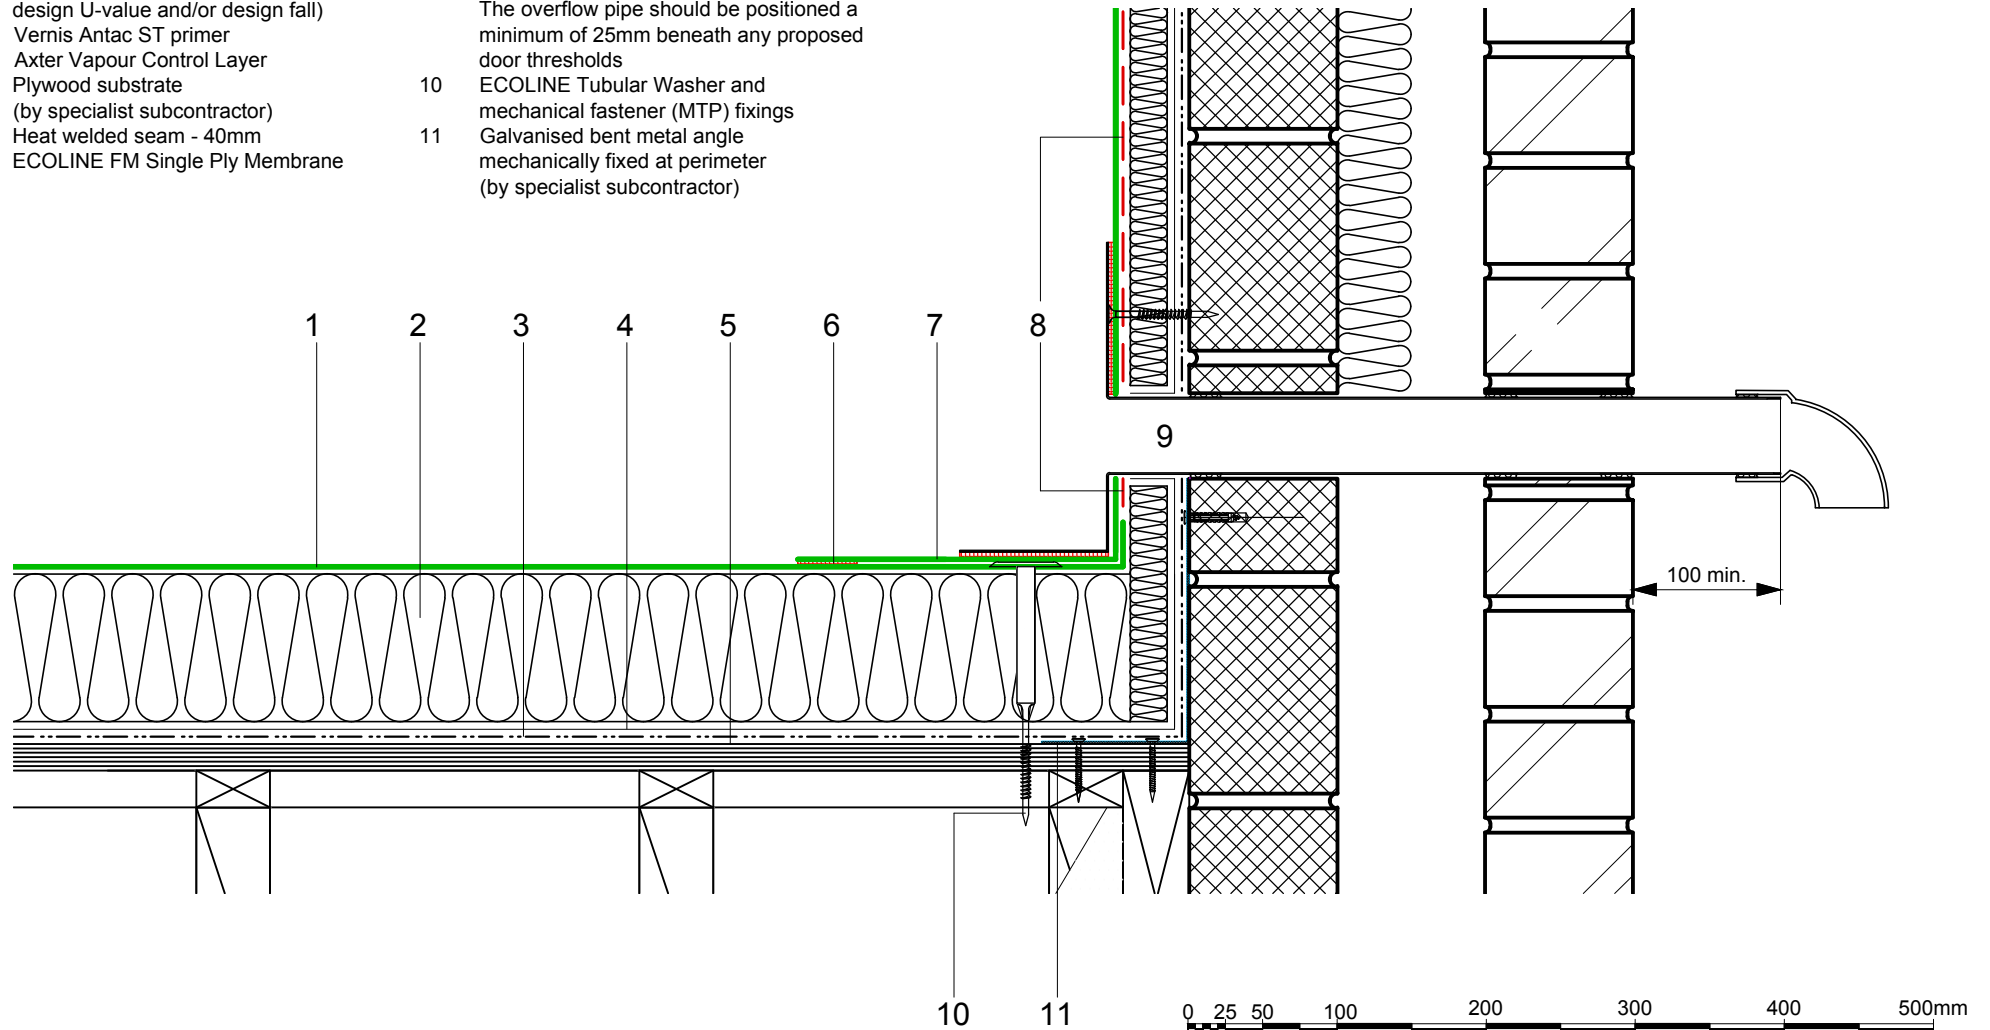 design U-value and/or design fall)
Vernis Antac ST primer
Axter Vapour Control Layer
Plywood substrate
(by specialist subcontractor)
Heat welded seam - 40mm
ECOLINE FM Single Ply Membrane
The overflow pipe should be positioned a
minimum of 25mm beneath any proposed
door thresholds
10 ECOLINE Tubular Washer and
mechanical fastener (MTP) fixings
11 Galvanised bent metal angle
mechanically fixed at perimeter
(by specialist subcontractor)
1 2 3 4 5 6 7 8
9
100 min.
10 11
0 25 50 100 200 300 400 500mm